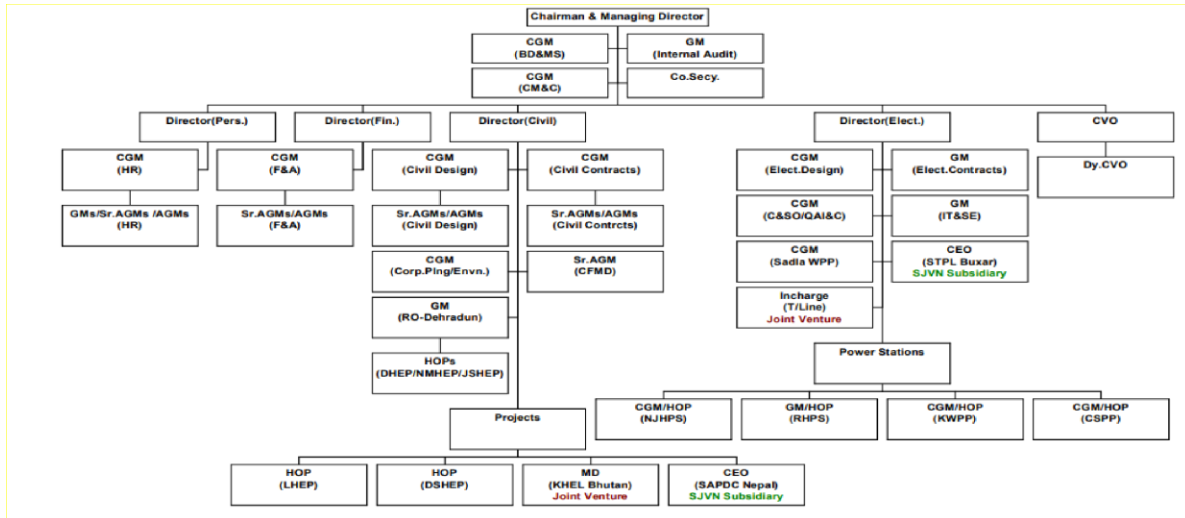 Chairman & Managing Director
CGM
(BD&MS)
GM
(Internal Audit)
CGM
(CM&C)
Co.Secy.
Director(Pers.)
Director(Fin.)
Director(Civil)
Director(Elect.)
CVO
CGM
(HR)
CGM
(F&A)
CGM
(Civil Design)
CGM
(Civil Contracts)
CGM
(Elect.Design)
GM
(Elect.Contracts)
Dy.CVO
GMs/Sr.AGMs /AGMs
(HR)
Sr.AGMs/AGMs
(F&A)
Sr.AGMs/AGMs
(Civil Design)
Sr.AGMs/AGMs
(Civil Contrcts)
CGM
(C&SO/QAI&C)
GM
(IT&SE)
CGM
(Corp.Plng/Envn.)
Sr.AGM
(CFMD)
CGM
(Sadla WPP)
CEO
(STPL Buxar)
SJVN Subsidiary
GM
(RO-Dehradun)
Incharge
(T/Line)
Joint Venture
HOPs
(DHEP/NMHEP/JSHEP)
Power Stations
Projects
CGM/HOP
(NJHPS)
GM/HOP
(RHPS)
CGM/HOP
(KWPP)
CGM/HOP
(CSPP)
HOP
(LHEP)
HOP
(DSHEP)
MD
(KHEL Bhutan)
Joint Venture
CEO
(SAPDC Nepal)
SJVN Subsidiary